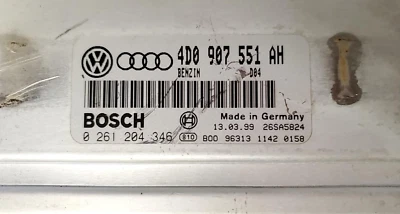 4D0 907 551 AH
BENZIN D04
BOSCH Made in Germany
13.03.99 26SA5824
0 261 204 346 810 800 96313 1142 0158